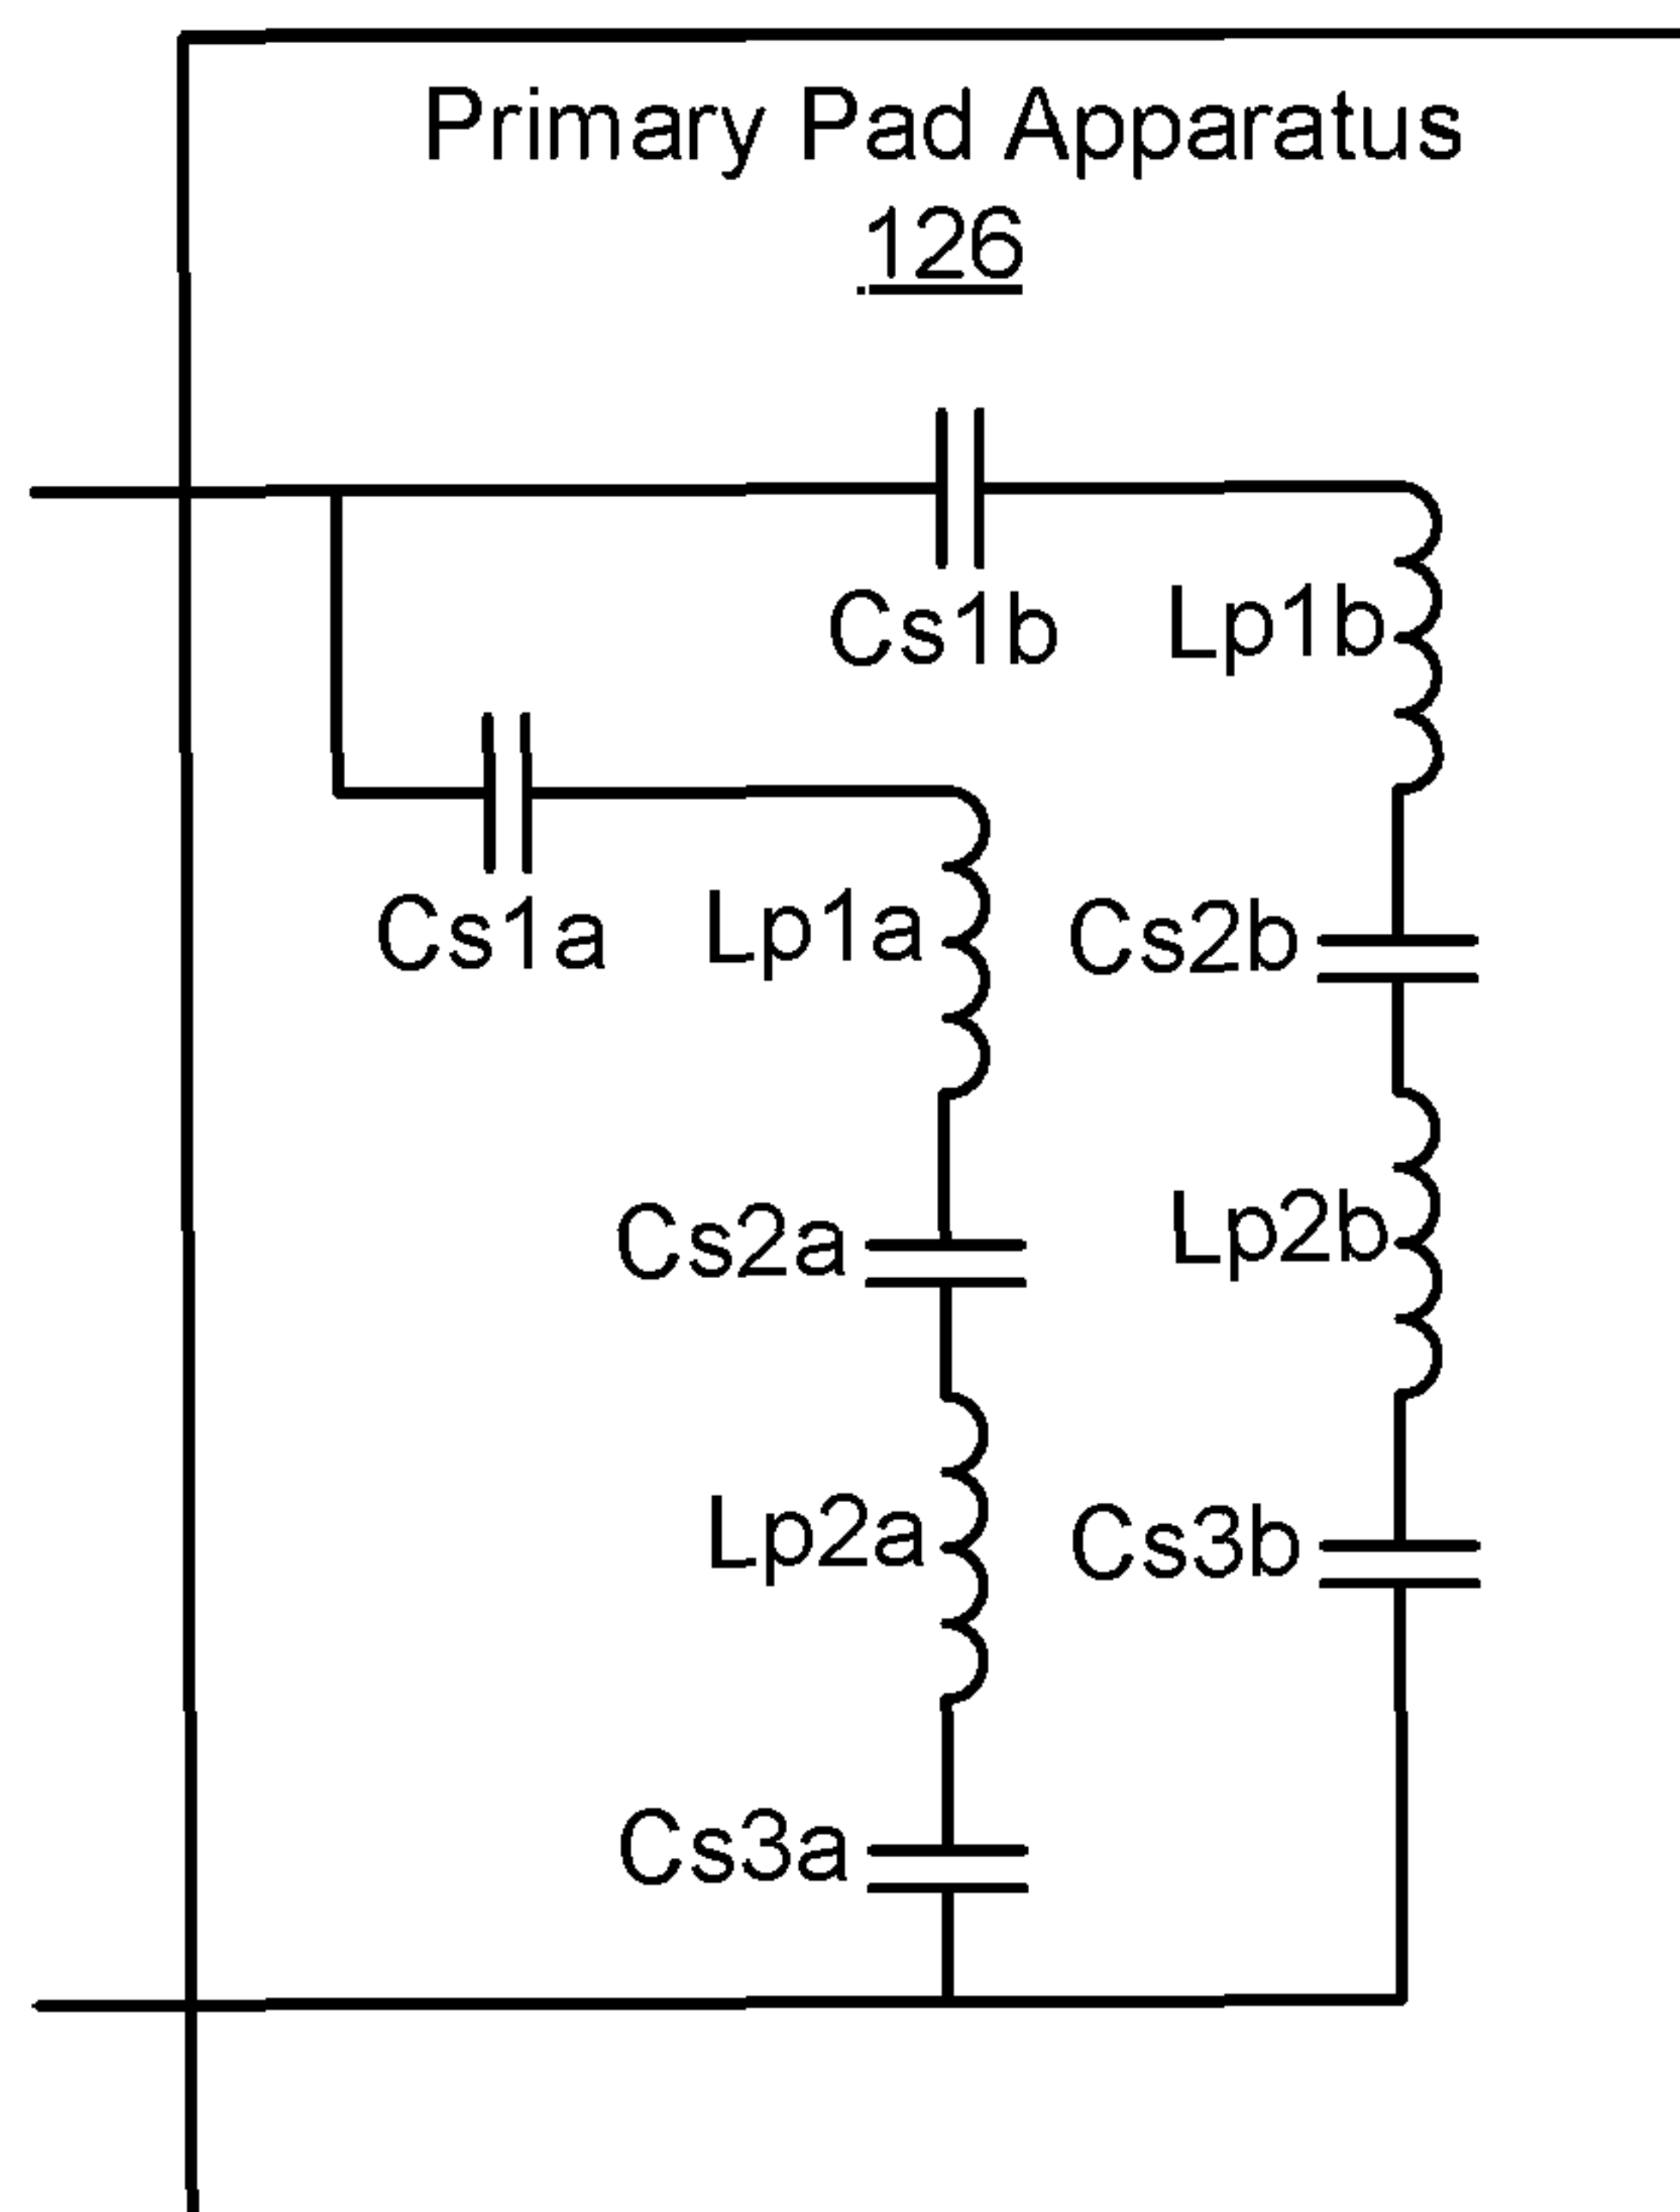 Primary Pad Apparatus
126
Cs1b
Lp1b
Cs1a
Lp1a
Cs2b
Cs2a
Lp2b
Lp2a
Cs3b
Cs3a